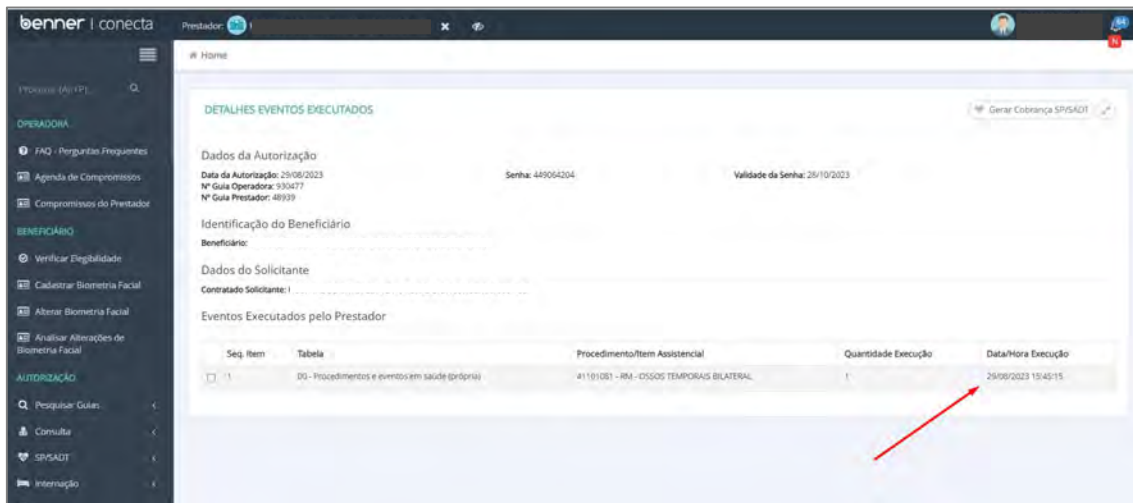 benner | conecta
Prestador:
64
N
Home
OPERADORA
FAQ - Perguntas Frequentes
Agenda de Compromissos
Compromissos do Prestador
BENEFICIÁRIO
Verificar Elegibilidade
Cadastrar Biometria Facial
Alterar Biometria Facial
Analisar Alterações de
Biometria Facial
AUTORIZAÇÃO
Pesquisar Guias
Consulta
SP/SADT
Internação
DETALHES EVENTOS EXECUTADOS
Gerar Cobrança SP/SADT
Dados da Autorização
Data da Autorização: 29/08/2023 Senha: 449064204 Validade da Senha: 28/10/2023
Nº Guia Operadora: 930477
Nº Guia Prestador: 48939
Identificação do Beneficiário
Beneficiário:
Dados do Solicitante
Contratado Solicitante:
Eventos Executados pelo Prestador
Seq. Item Tabela Procedimento/Item Assistencial Quantidade Execução Data/Hora Execução
1 00 - Procedimentos e eventos em saúde (própria) 41101081 - RM - OSSOS TEMPORAIS BILATERAL 1 29/08/2023 15:45:15